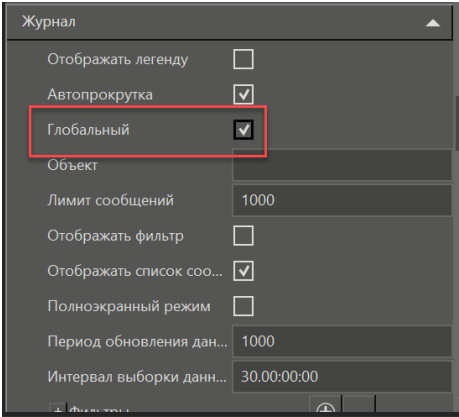 Журнал
Отображать легенду
Автопрокрутка
Глобальный
Объект
Лимит сообщений 1000
Отображать фильтр
Отображать список соо...
Полноэкранный режим
Период обновления дан... 1000
Интервал выборки данн... 30.00:00:00
+ Фильтры